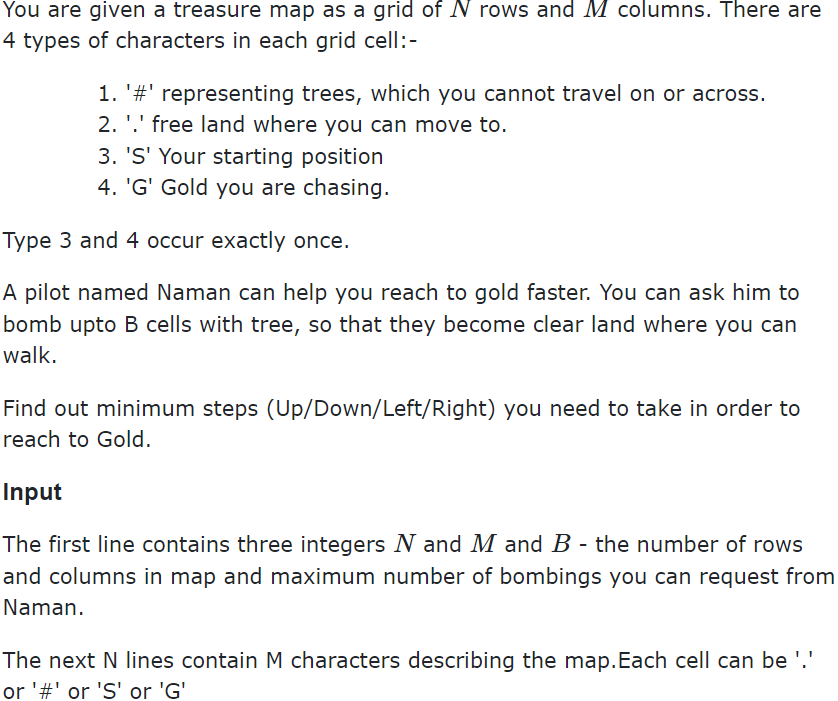 You are given a treasure map as a grid of N rows and M columns. There are
4 types of characters in each grid cell:-
1. '#' representing trees, which you cannot travel on or across.
2. '.' free land where you can move to.
3. 'S' Your starting position
4. 'G' Gold you are chasing.
Type 3 and 4 occur exactly once.
A pilot named Naman can help you reach to gold faster. You can ask him to
bomb upto B cells with tree, so that they become clear land where you can
walk.
Find out minimum steps (Up/Down/Left/Right) you need to take in order to
reach to Gold.
Input
The first line contains three integers N and M and B - the number of rows
and columns in map and maximum number of bombings you can request from
Naman.
The next N lines contain M characters describing the map.Each cell can be '.'
or '#' or 'S' or 'G'